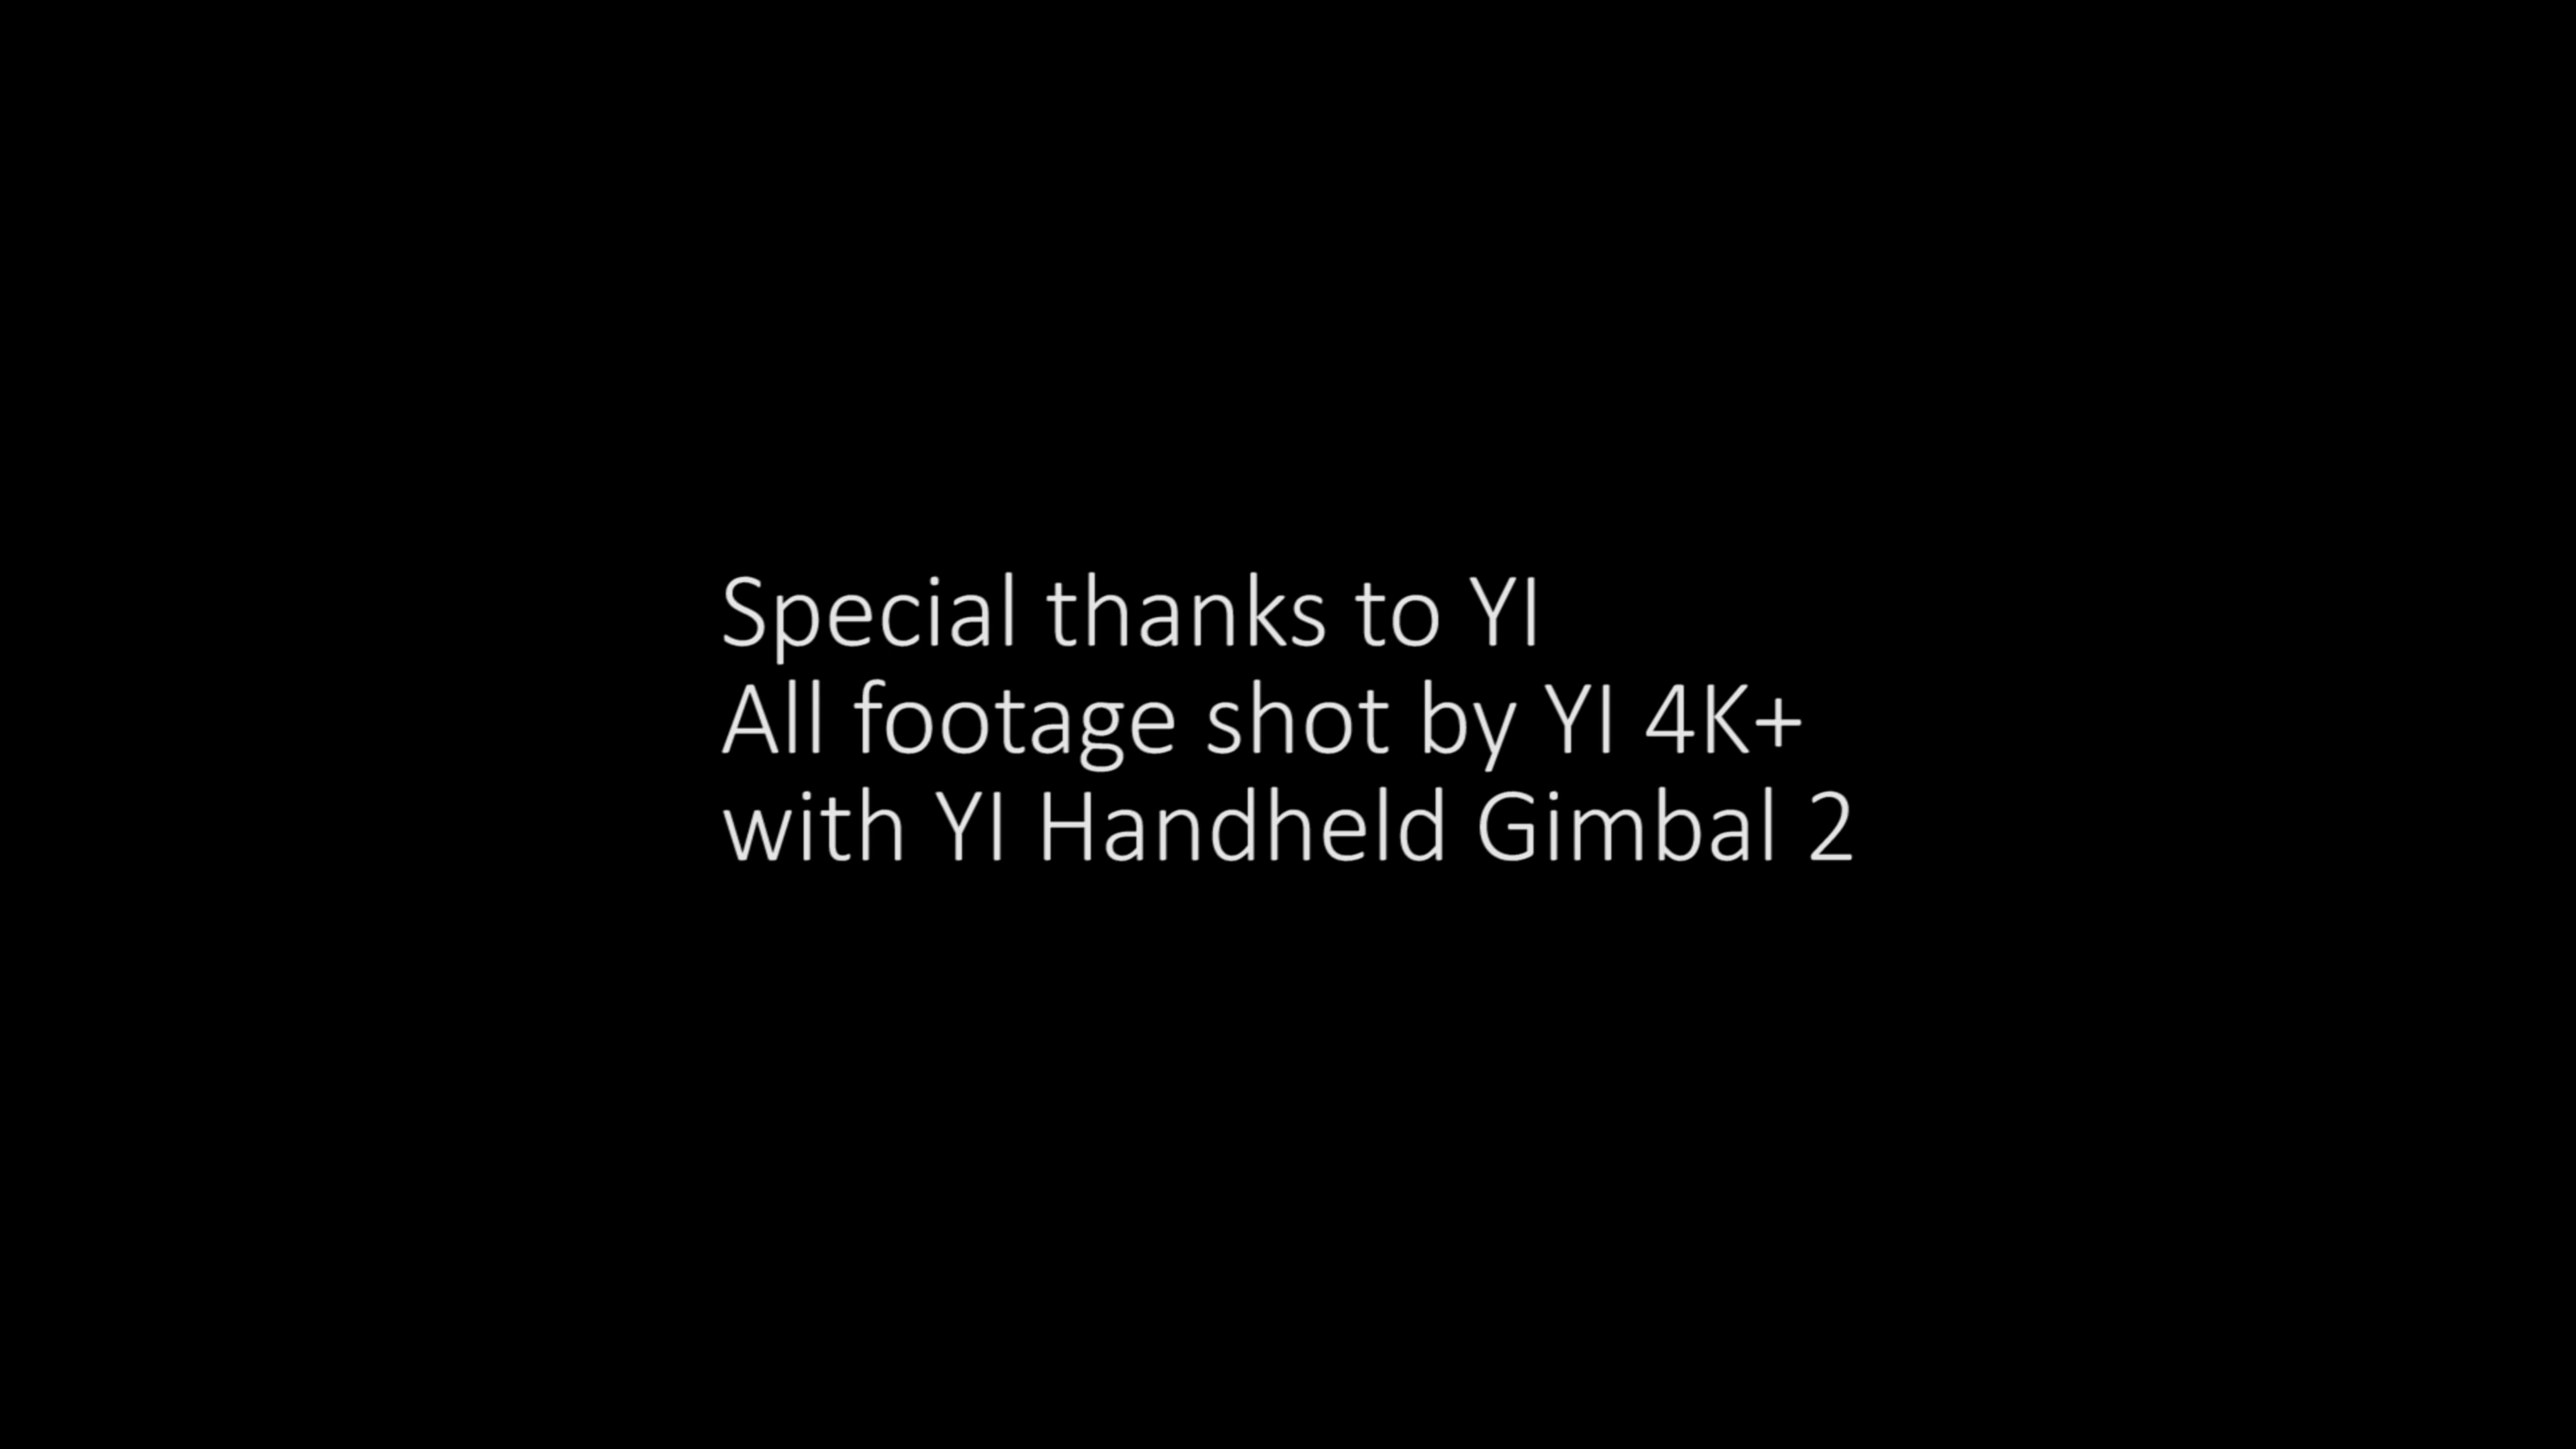 Special thanks to YI
All footage shot by YI 4K+
with YI Handheld Gimbal 2